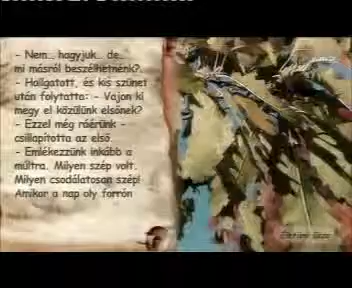 - Nem... hagyjuk... de...
mi másról beszélhetnénk?...
- Hallgatott, és kis szünet
után folytatta: - Vajon ki
megy el közülünk elsőnek?
- Ezzel még ráérünk -
csillapította az első.
- Emlékezzünk inkább a
múltra. Milyen szép volt.
Milyen csodálatosan szép!
Amikor a nap oly forrón